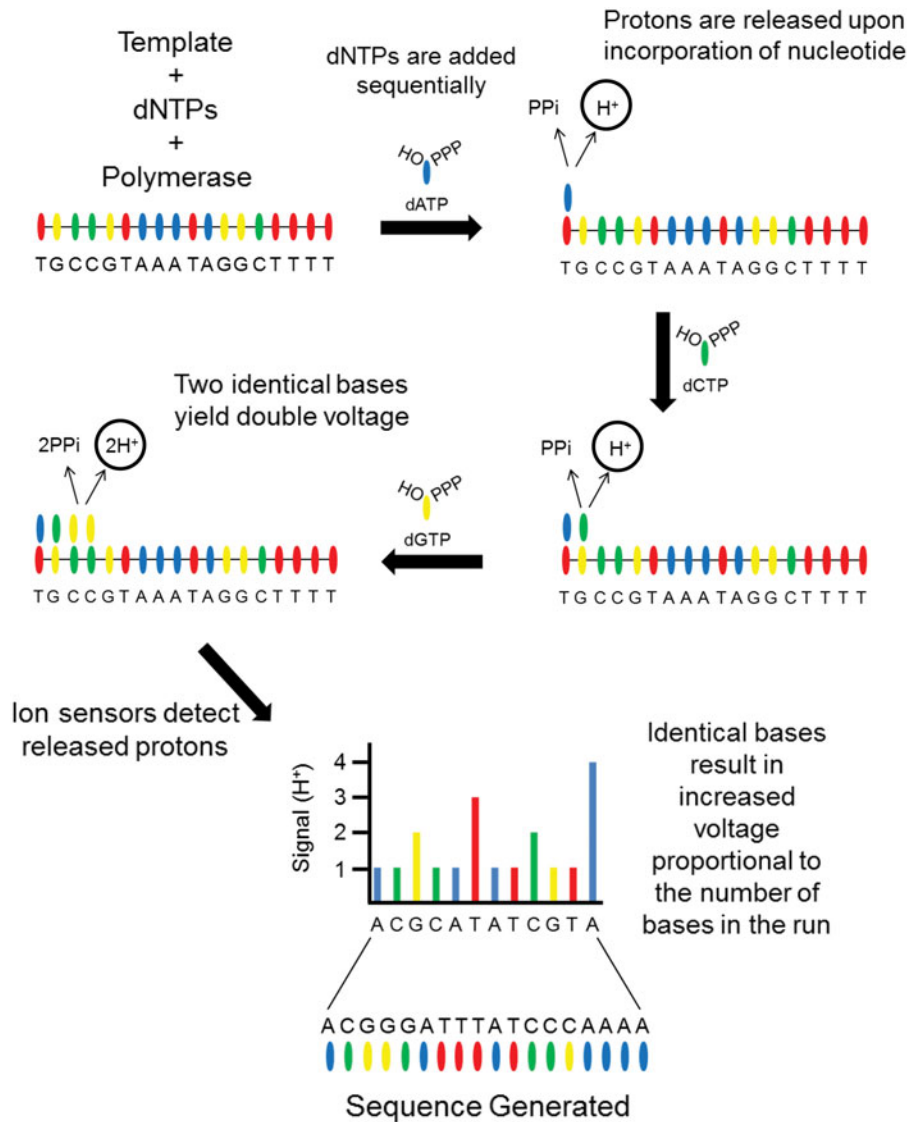 Template
+
dNTPs
+
Polymerase
TGCCGTAAATAGGCTTTT
dNTPs are added
sequentially
HO PPP
dATP
Protons are released upon
incorporation of nucleotide
PPi
H+
TGCCGTAAATAGGCTTTT
HO PPP
dCTP
PPi
H+
TGCCGTAAATAGGCTTTT
HO PPP
dGTP
Two identical bases
yield double voltage
2PPi
2H+
TGCCGTAAATAGGCTTTT
Ion sensors detect
released protons
Signal (H+)
4
3
2
1
ACGCATATCGTA
Identical bases
result in
increased
voltage
proportional to
the number of
bases in the run
ACGGGATTTATCCCAAAA
Sequence Generated